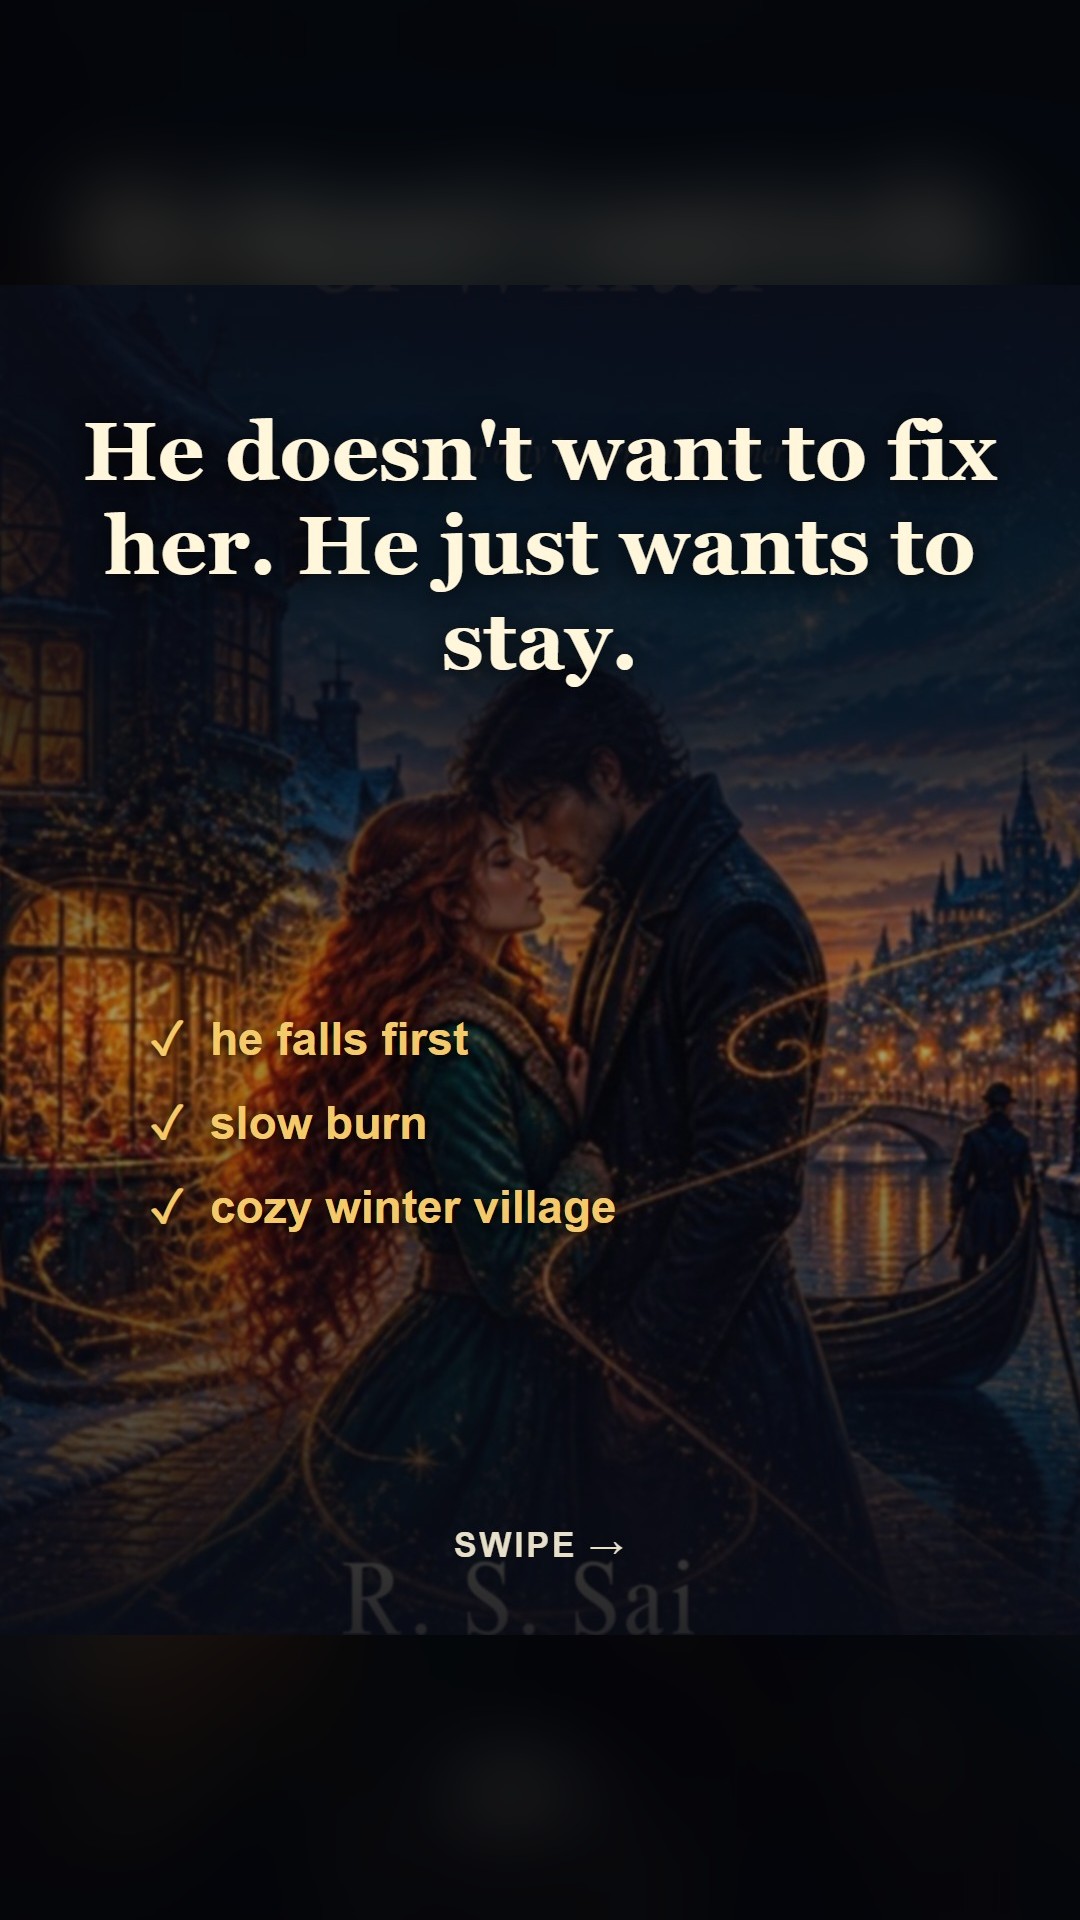 He doesn't want to fix
her. He just wants to
stay.
✓ he falls first
✓ slow burn
✓ cozy winter village
SWIPE →
R. S. Sai